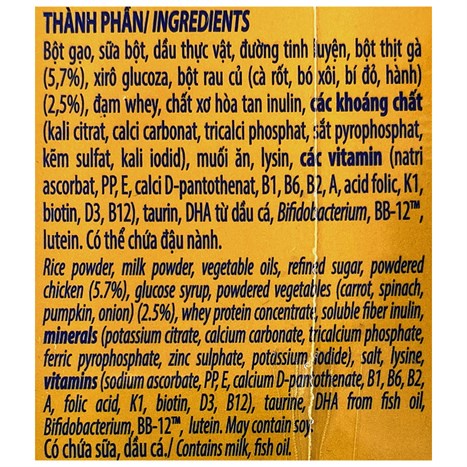 THÀNH PHẦN/ INGREDIENTS
Bột gạo, sữa bột, dầu thực vật, đường tinh luyện, bột thịt gà
(5,7%), xirô glucoza, bột rau củ (cà rốt, bó xôi, bí đỏ, hành)
(2,5%), đạm whey, chất xơ hòa tan inulin, các khoáng chất
(kali citrat, calci carbonat, tricalci phosphat, sắt pyrophosphat,
kẽm sulfat, kali iodid), muối ăn, lysin, các vitamin (natri
ascorbat, PP, E, calci D-pantothenat, B1, B6, B2, A, acid folic, K1,
biotin, D3, B12), taurin, DHA từ dầu cá, Bifidobacterium, BB-12™,
lutein. Có thể chứa đậu nành.
Rice powder, milk powder, vegetable oils, refined sugar, powdered
chicken (5.7%), glucose syrup, powdered vegetables (carrot, spinach,
pumpkin, onion) (2.5%), whey protein concentrate, soluble fiber inulin,
minerals (potassium citrate, calcium carbonate, tricalcium phosphate,
ferric pyrophosphate, zinc sulphate, potassium iodide), salt, lysine,
vitamins (sodium ascorbate, PP, E, calcium D-pantothenate, B1, B6, B2,
A, folic acid, K1, biotin, D3, B12), taurine, DHA from fish oil,
Bifidobacterium, BB-12™, lutein. May contain soy.
Có chứa sữa, dầu cá./ Contains milk, fish oil.